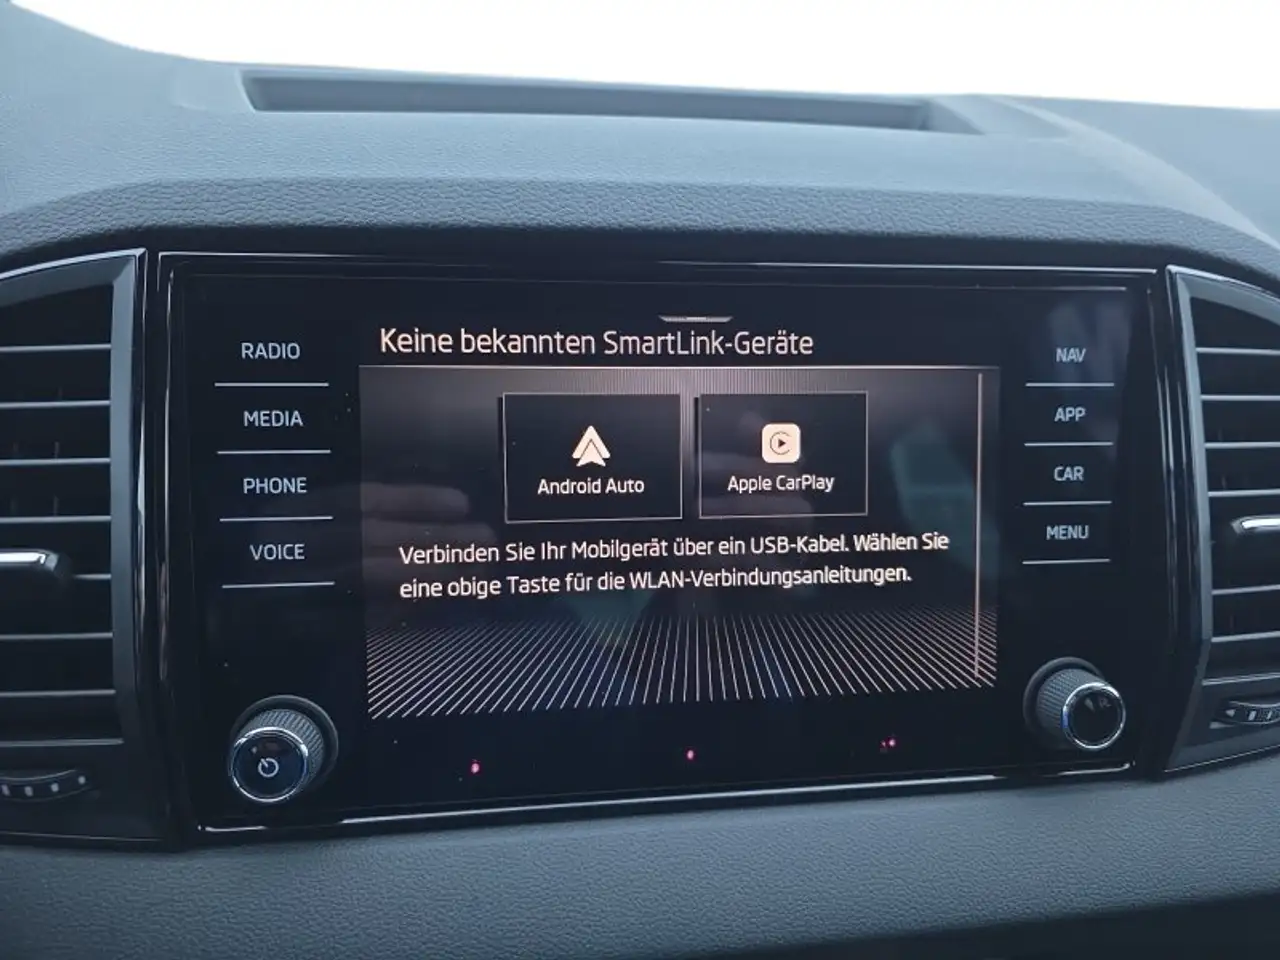 Keine bekannten SmartLink-Geräte
RADIO
MEDIA
PHONE
VOICE
Android Auto
Apple CarPlay
Verbinden Sie Ihr Mobilgerät über ein USB-Kabel. Wählen Sie
eine obige Taste für die WLAN-Verbindungsanleitungen.
NAV
APP
CAR
MENU